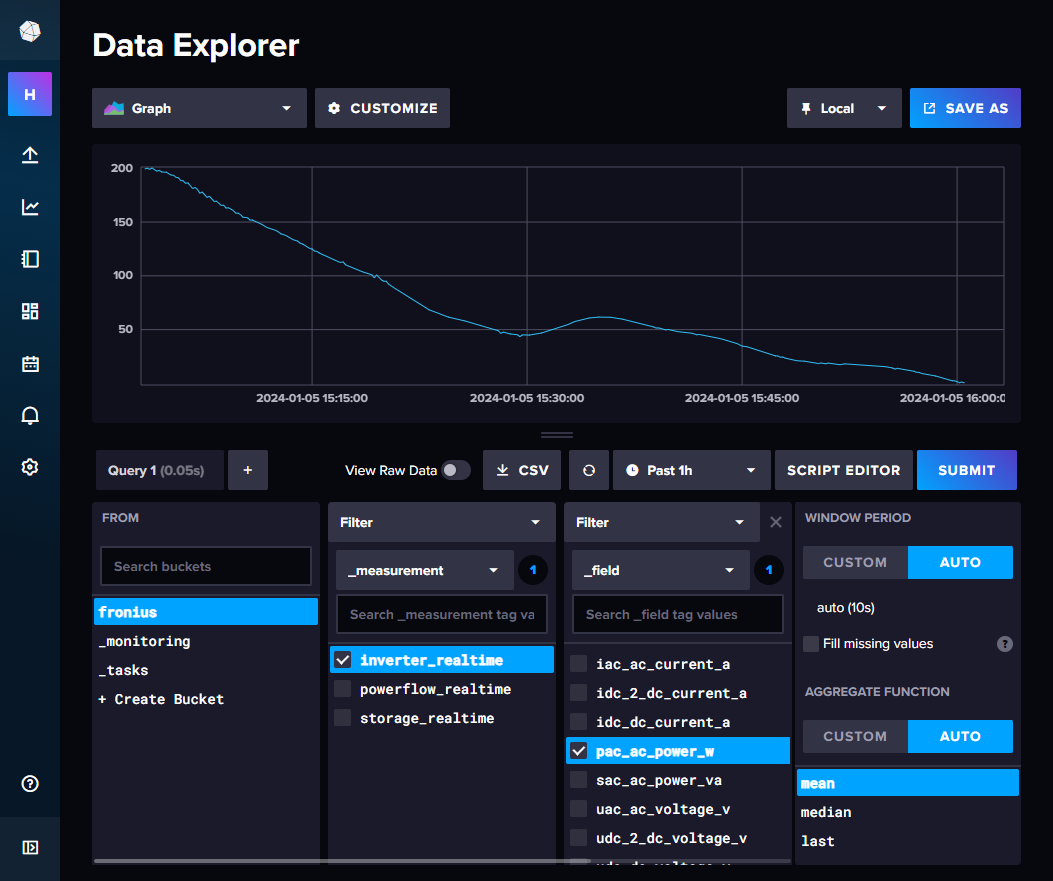 Data Explorer
H
Graph
CUSTOMIZE
Local
SAVE AS
200
150
100
50
2024-01-05 15:15:00
2024-01-05 15:30:00
2024-01-05 15:45:00
2024-01-05 16:00:0
Query 1 (0.05s)
+
View Raw Data
CSV
Past 1h
SCRIPT EDITOR
SUBMIT
FROM
Search buckets
fronius
_monitoring
_tasks
+ Create Bucket
Filter
_measurement
1
Search _measurement tag va
inverter_realtime
powerflow_realtime
storage_realtime
Filter
_field
1
Search _field tag values
iac_ac_current_a
idc_2_dc_current_a
idc_dc_current_a
pac_ac_power_w
sac_ac_power_va
uac_ac_voltage_v
udc_2_dc_voltage_v
WINDOW PERIOD
CUSTOM
AUTO
auto (10s)
Fill missing values
?
AGGREGATE FUNCTION
CUSTOM
AUTO
mean
median
last